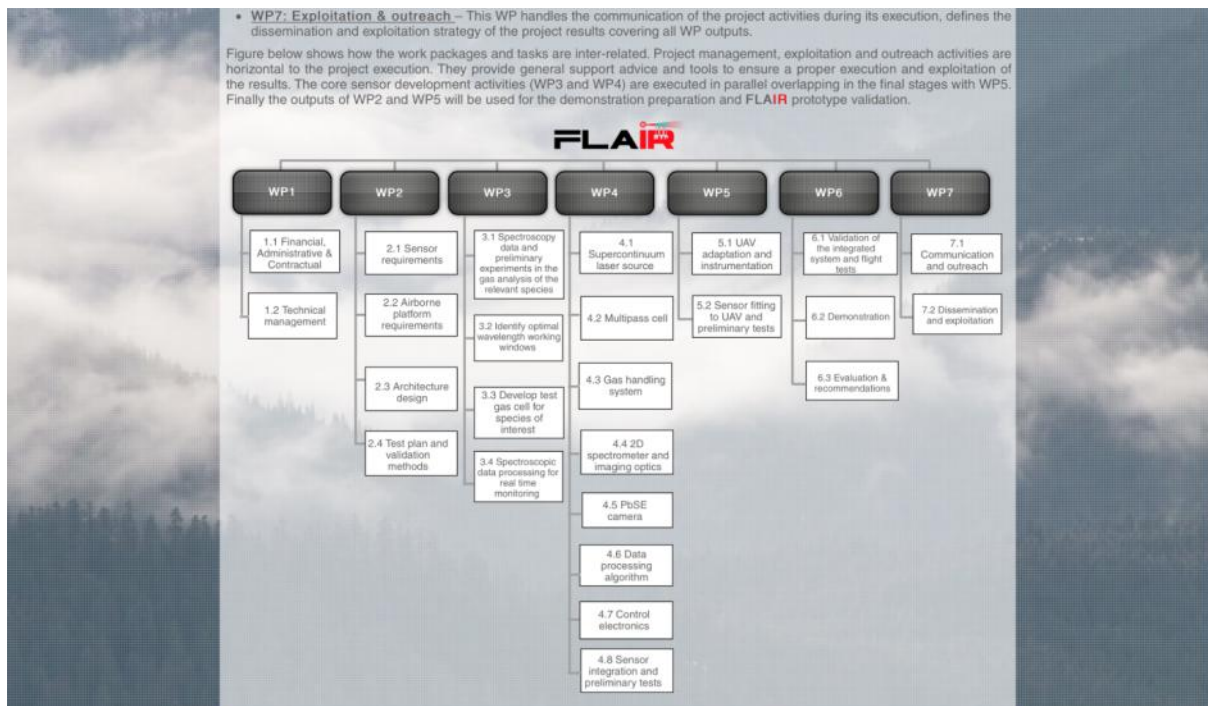 • WP7: Exploitation & outreach – This WP handles the communication of the project activities during its execution, defines the
dissemination and exploitation strategy of the project results covering all WP outputs.
Figure below shows how the work packages and tasks are inter-related. Project management, exploitation and outreach activities are
horizontal to the project execution. They provide general support advice and tools to ensure a proper execution and exploitation of
the results. The core sensor development activities (WP3 and WP4) are executed in parallel overlapping in the final stages with WP5.
Finally the outputs of WP2 and WP5 will be used for the demonstration preparation and FLAIR prototype validation.
FLAIR
WP1
WP2
WP3
WP4
WP5
WP6
WP7
1.1 Financial,
Administrative &
Contractual
1.2 Technical
management
2.1 Sensor
requirements
2.2 Airborne
platform
requirements
2.3 Architecture
design
2.4 Test plan and
validation
methods
3.1 Spectroscopy
data and
preliminary
experiments in the
gas analysis of the
relevant species
3.2 Identify optimal
wavelength working
windows
3.3 Develop test
gas cell for
species of
interest
3.4 Spectroscopic
data processing for
real time
monitoring
4.1
Supercontinuum
laser source
4.2 Multipass cell
4.3 Gas handling
system
4.4 2D
spectrometer and
imaging optics
4.5 PbSE
camera
4.6 Data
processing
algorithm
4.7 Control
electronics
4.8 Sensor
integration and
preliminary tests
5.1 UAV
adaptation and
instrumentation
5.2 Sensor fitting
to UAV and
preliminary tests
6.1 Validation of
the integrated
system and flight
tests
6.2 Demonstration
6.3 Evaluation &
recommendations
7.1
Communication
and outreach
7.2 Dissemination
and exploitation